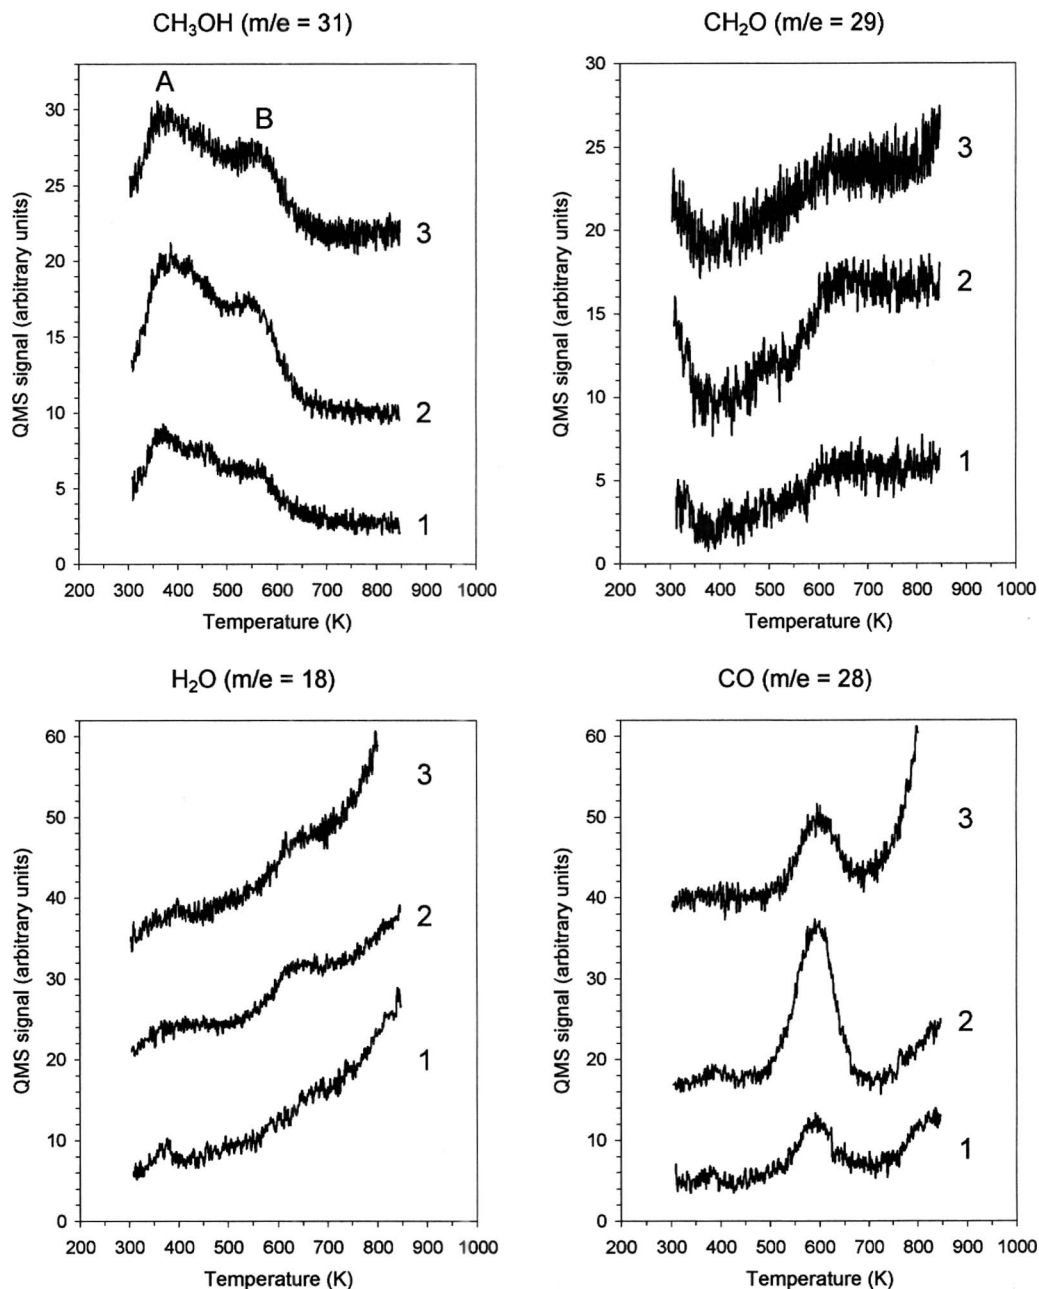 CH₃OH (m/e = 31)
30
25
20
15
10
5
0
QMS signal (arbitrary units)
A
B
3
2
1
200 300 400 500 600 700 800 900 1000
Temperature (K)
CH₂O (m/e = 29)
30
25
20
15
10
5
0
QMS signal (arbitrary units)
3
2
1
200 300 400 500 600 700 800 900 1000
Temperature (K)
H₂O (m/e = 18)
60
50
40
30
20
10
0
QMS signal (arbitrary units)
3
2
1
200 300 400 500 600 700 800 900 1000
Temperature (K)
CO (m/e = 28)
60
50
40
30
20
10
0
QMS signal (arbitrary units)
3
2
1
200 300 400 500 600 700 800 900 1000
Temperature (K)